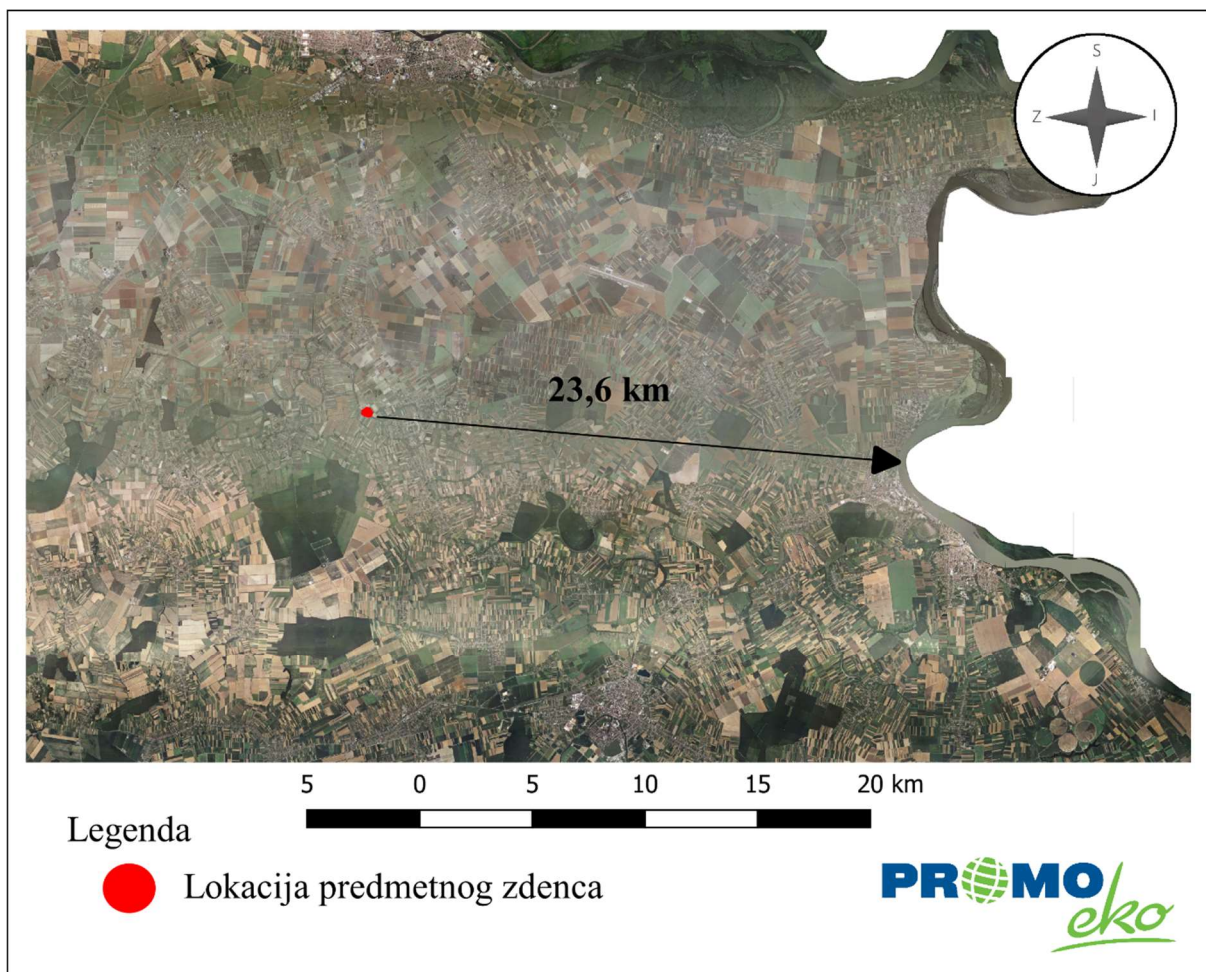 S
Z I
J
23,6 km
5 0 5 10 15 20 km
Legenda
Lokacija predmetnog zdenca
PROMO
eko